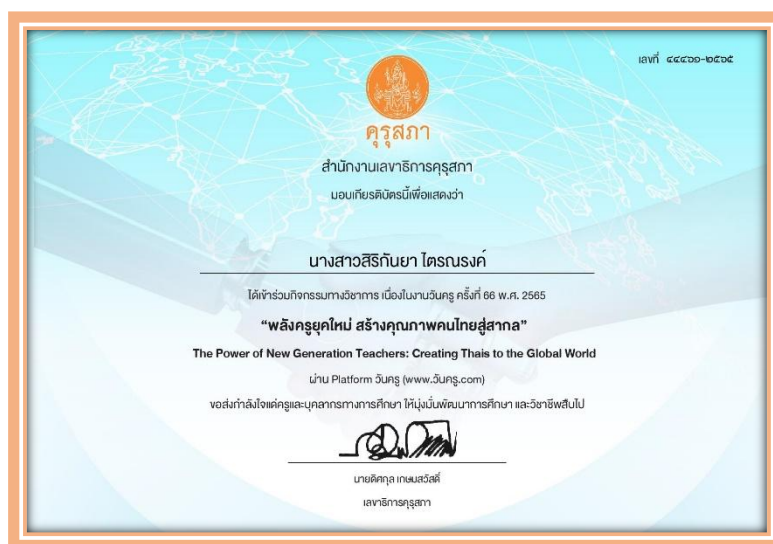 เลขที่ ๔๔๔๖๑-๒๕๖๕
คุรุสภา
สำนักงานเลขาธิการคุรุสภา
มอบเกียรติบัตรนี้เพื่อแสดงว่า
นางสาวสิริกันยา ไตรณรงค์
ได้เข้าร่วมกิจกรรมทางวิชาการ เนื่องในงานวันครู ครั้งที่ 66 พ.ศ. 2565
“พลังครูยุคใหม่ สร้างคุณภาพคนไทยสู่สากล”
The Power of New Generation Teachers: Creating Thais to the Global World
ผ่าน Platform วันครู (www.วันครู.com)
ขอส่งกำลังใจแด่ครูและบุคลากรทางการศึกษา ให้มุ่งมั่นพัฒนาการศึกษา และวิชาชีพสืบไป
นายดิศกุล เกษมสวัสดิ์
เลขาธิการคุรุสภา